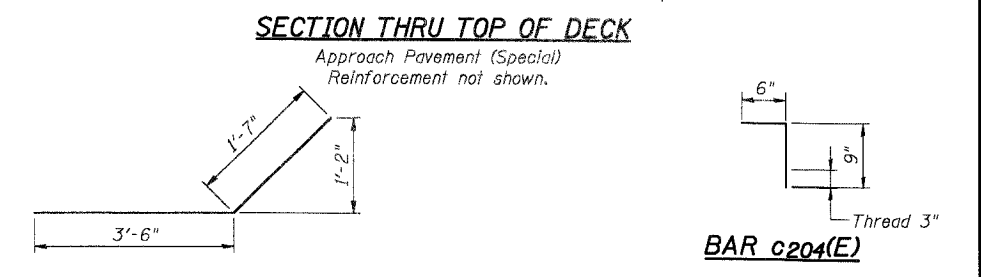 SECTION THRU TOP OF DECK
Approach Pavement (Special)
Reinforcement not shown.
1'-7"
1'-2"
3'-6"
6"
9"
Thread 3"
BAR c204(E)